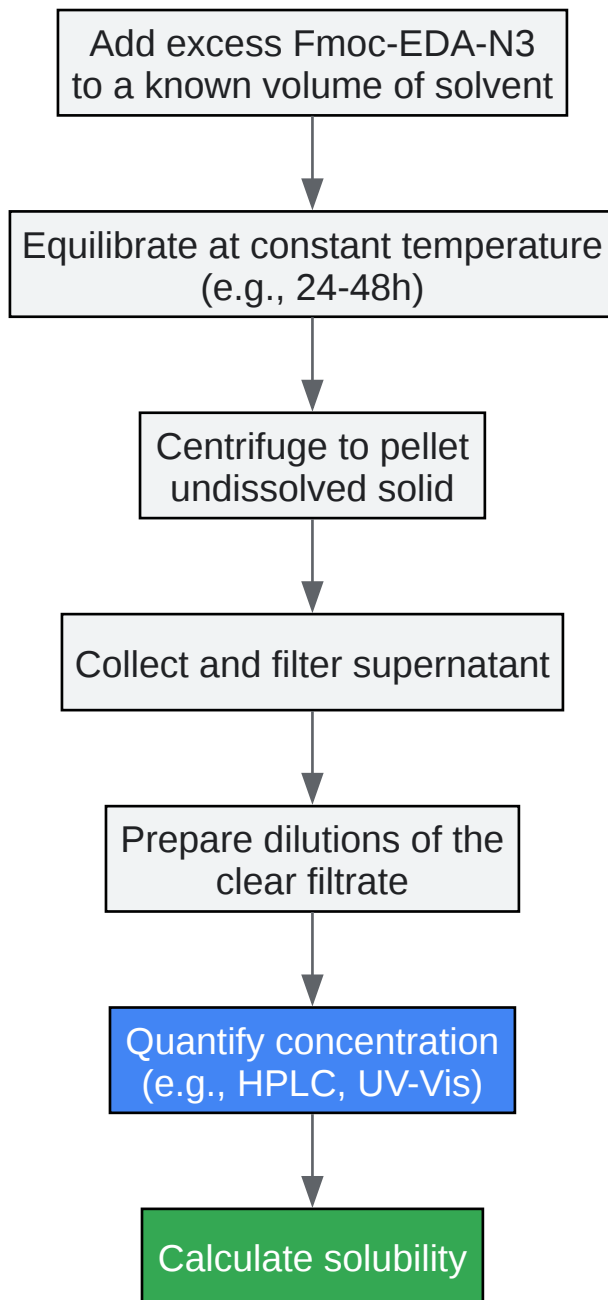 Add excess Fmoc-EDA-N3
to a known volume of solvent
Equilibrate at constant temperature
(e.g., 24-48h)
Centrifuge to pellet
undissolved solid
Collect and filter supernatant
Prepare dilutions of the
clear filtrate
Quantify concentration
(e.g., HPLC, UV-Vis)
Calculate solubility